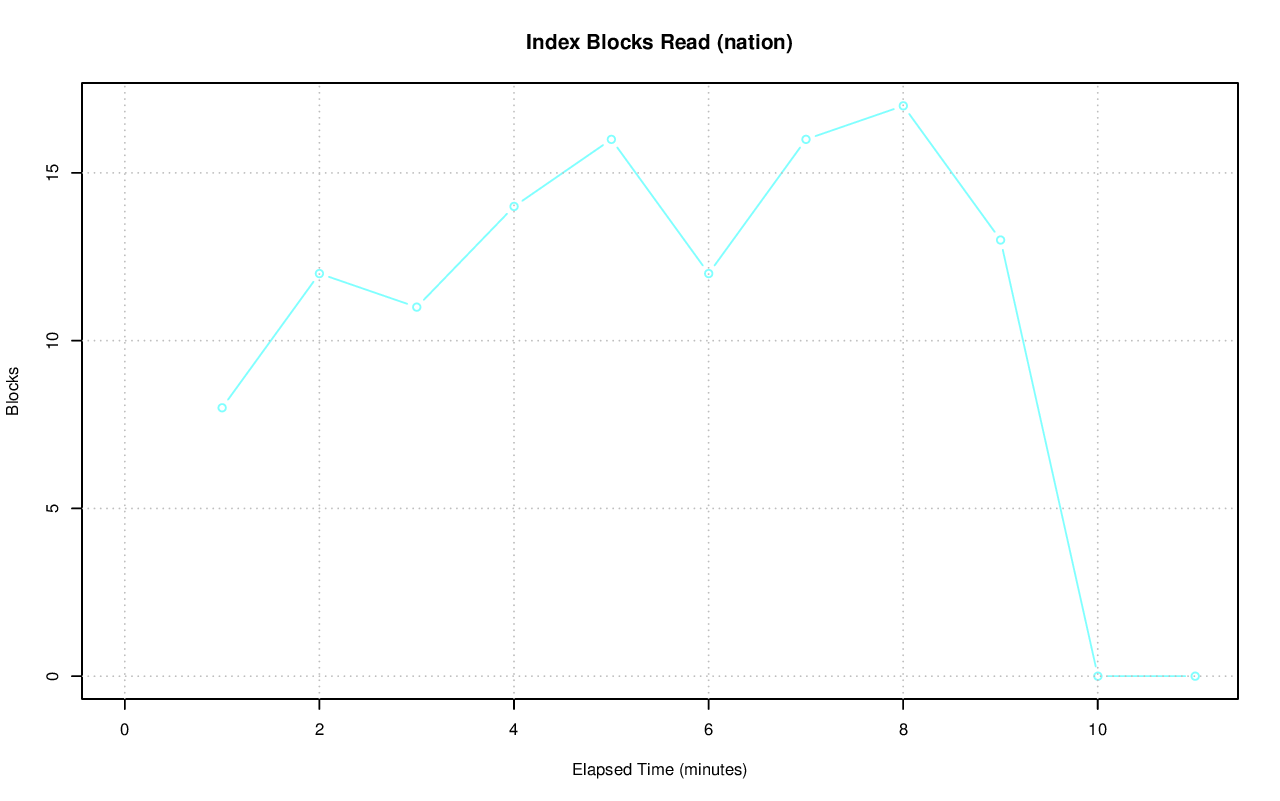 Index Blocks Read (nation)
Blocks
15
10
5
0
0 2 4 6 8 10
Elapsed Time (minutes)